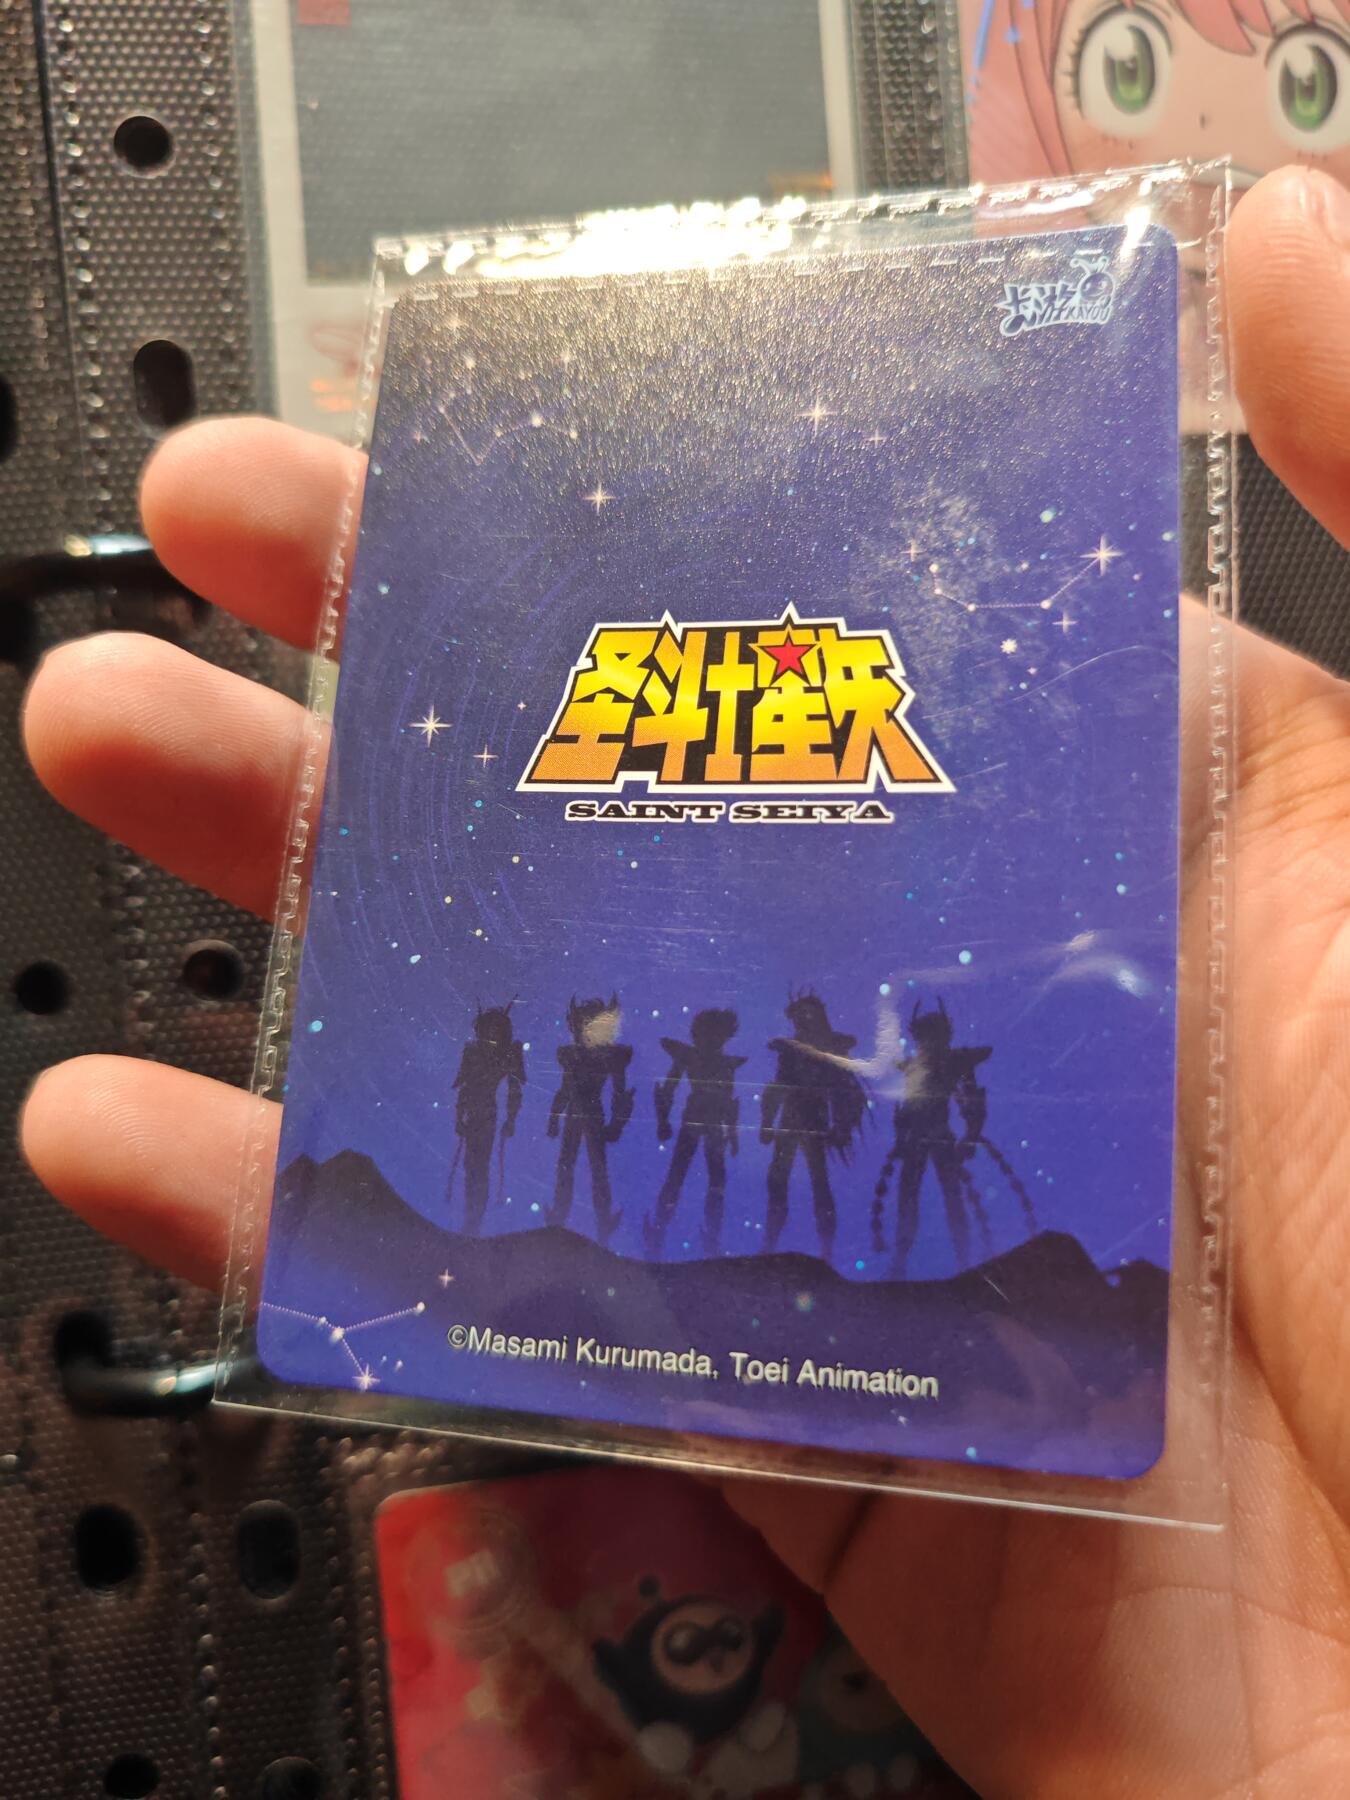 卡游
KAYOU
圣斗士星矢
SAINT SEIYA
©Masami Kurumada, Toei Animation